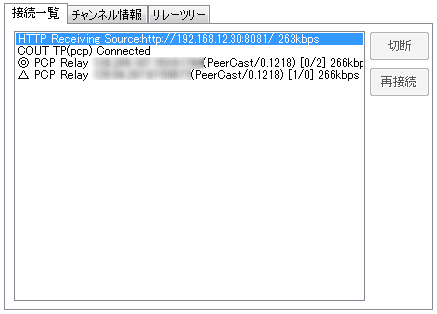 接続一覧 チャンネル情報 リレーツリー
HTTP Receiving Source:http://192.168.12.30:8081/ 263kbps
COUT TP(pcp) Connected
◎ PCP Relay (PeerCast/0.1218) [0/2] 266kbp
△ PCP Relay (PeerCast/0.1218) [1/0] 266kbps
切断
再接続